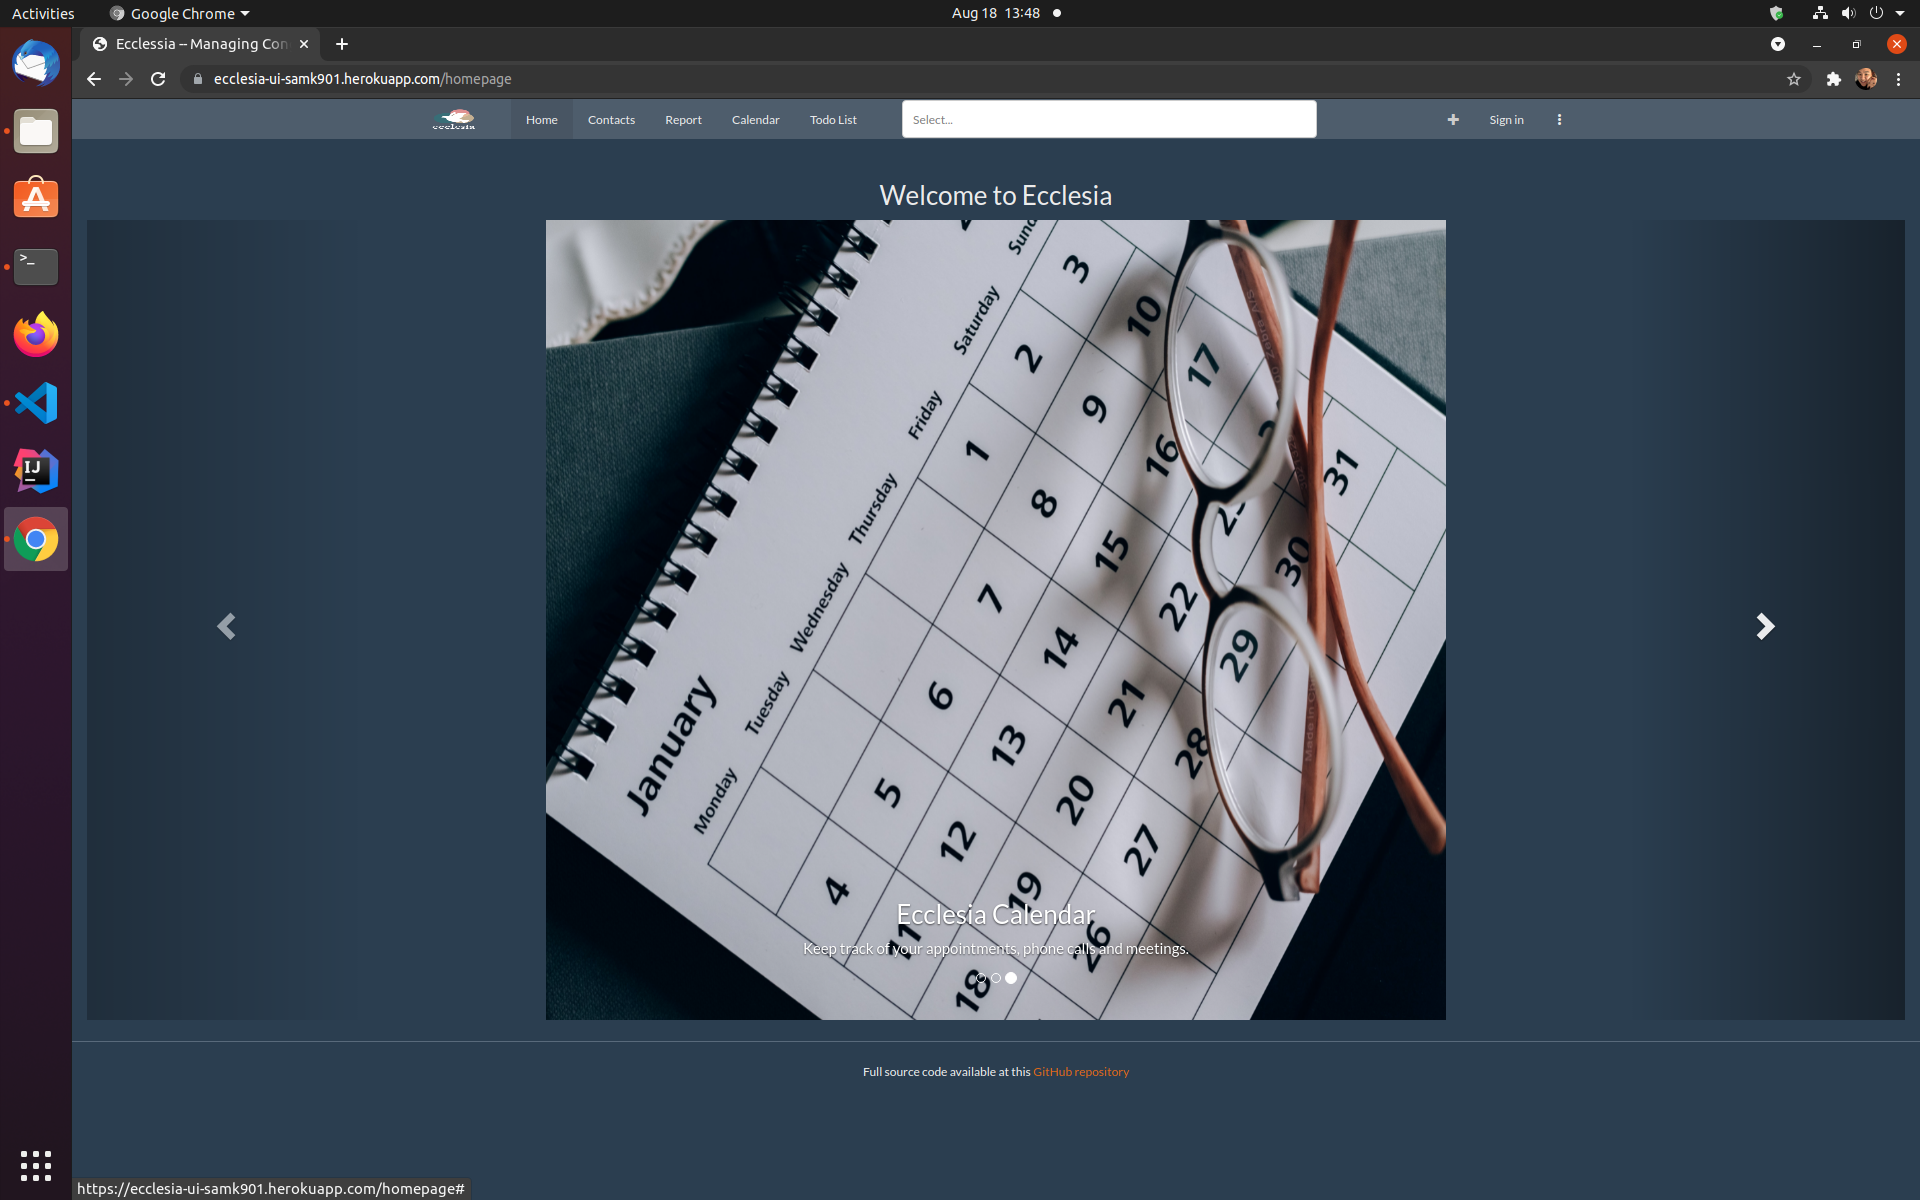 Activities
Google Chrome
Aug 18 13:48
Ecclessia -- Managing Con
ecclesia-ui-samk901.herokuapp.com/homepage
ecclesia
Home
Contacts
Report
Calendar
Todo List
Select...
Sign in
Welcome to Ecclesia
January
Monday
Tuesday
Wednesday
Thursday
Friday
Saturday
1
2
3
4
5
6
7
8
9
10
11
12
13
14
15
16
17
18
19
20
21
22
26
27
28
29
30
31
Ecclesia Calendar
Keep track of your appointments, phone calls and meetings.
Full source code available at this GitHub repository
https://ecclesia-ui-samk901.herokuapp.com/homepage#
>_
IJ